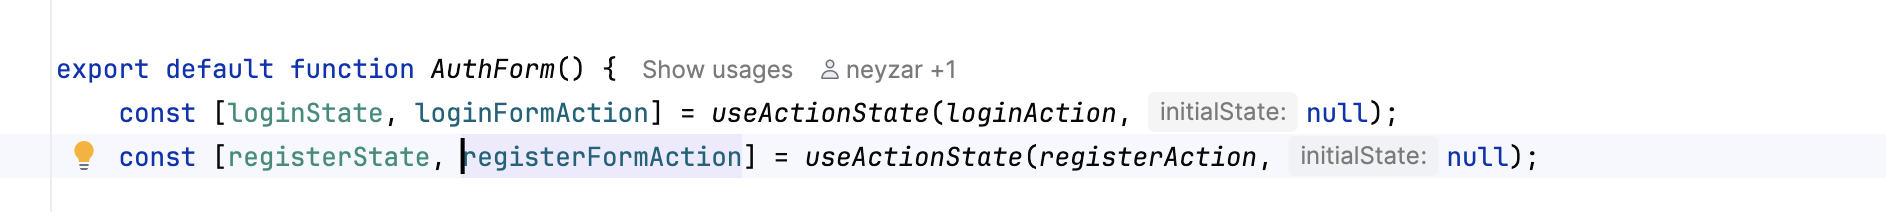 export default function AuthForm() { Show usages neyzar +1
const [loginState, loginFormAction] = useActionState(loginAction, initialState: null);
const [registerState, registerFormAction] = useActionState(registerAction, initialState: null);